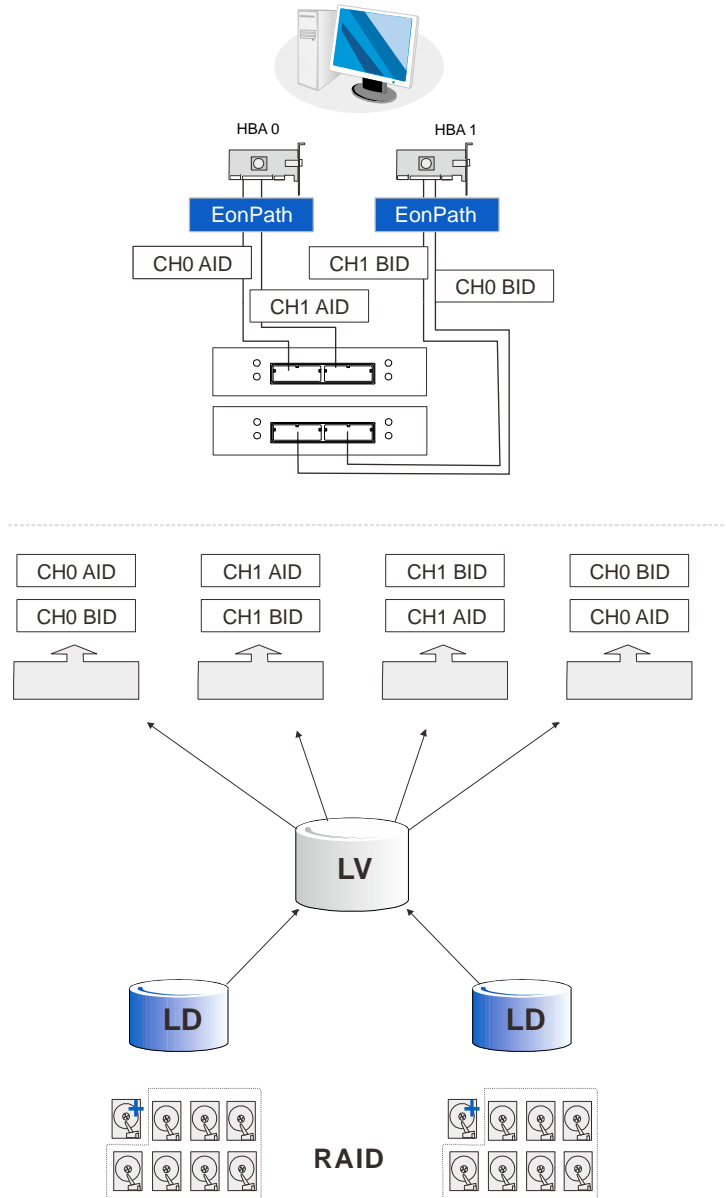 HBA 0
HBA 1
EonPath
EonPath
CH0 AID
CH1 BID
CH0 BID
CH1 AID
CH0 AID
CH1 AID
CH1 BID
CH0 BID
CH0 BID
CH1 BID
CH1 AID
CH0 AID
LV
LD
LD
RAID